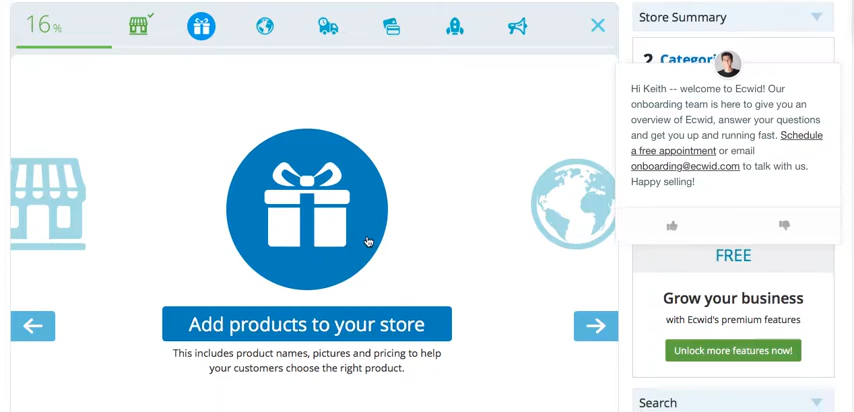 16%
Add products to your store
This includes product names, pictures and pricing to help
your customers choose the right product.
Store Summary
2 Categori
Hi Keith -- welcome to Ecwid! Our
onboarding team is here to give you an
overview of Ecwid, answer your questions
and get you up and running fast. Schedule
a free appointment or email
onboarding@ecwid.com to talk with us.
Happy selling!
FREE
Grow your business
with Ecwid's premium features
Unlock more features now!
Search